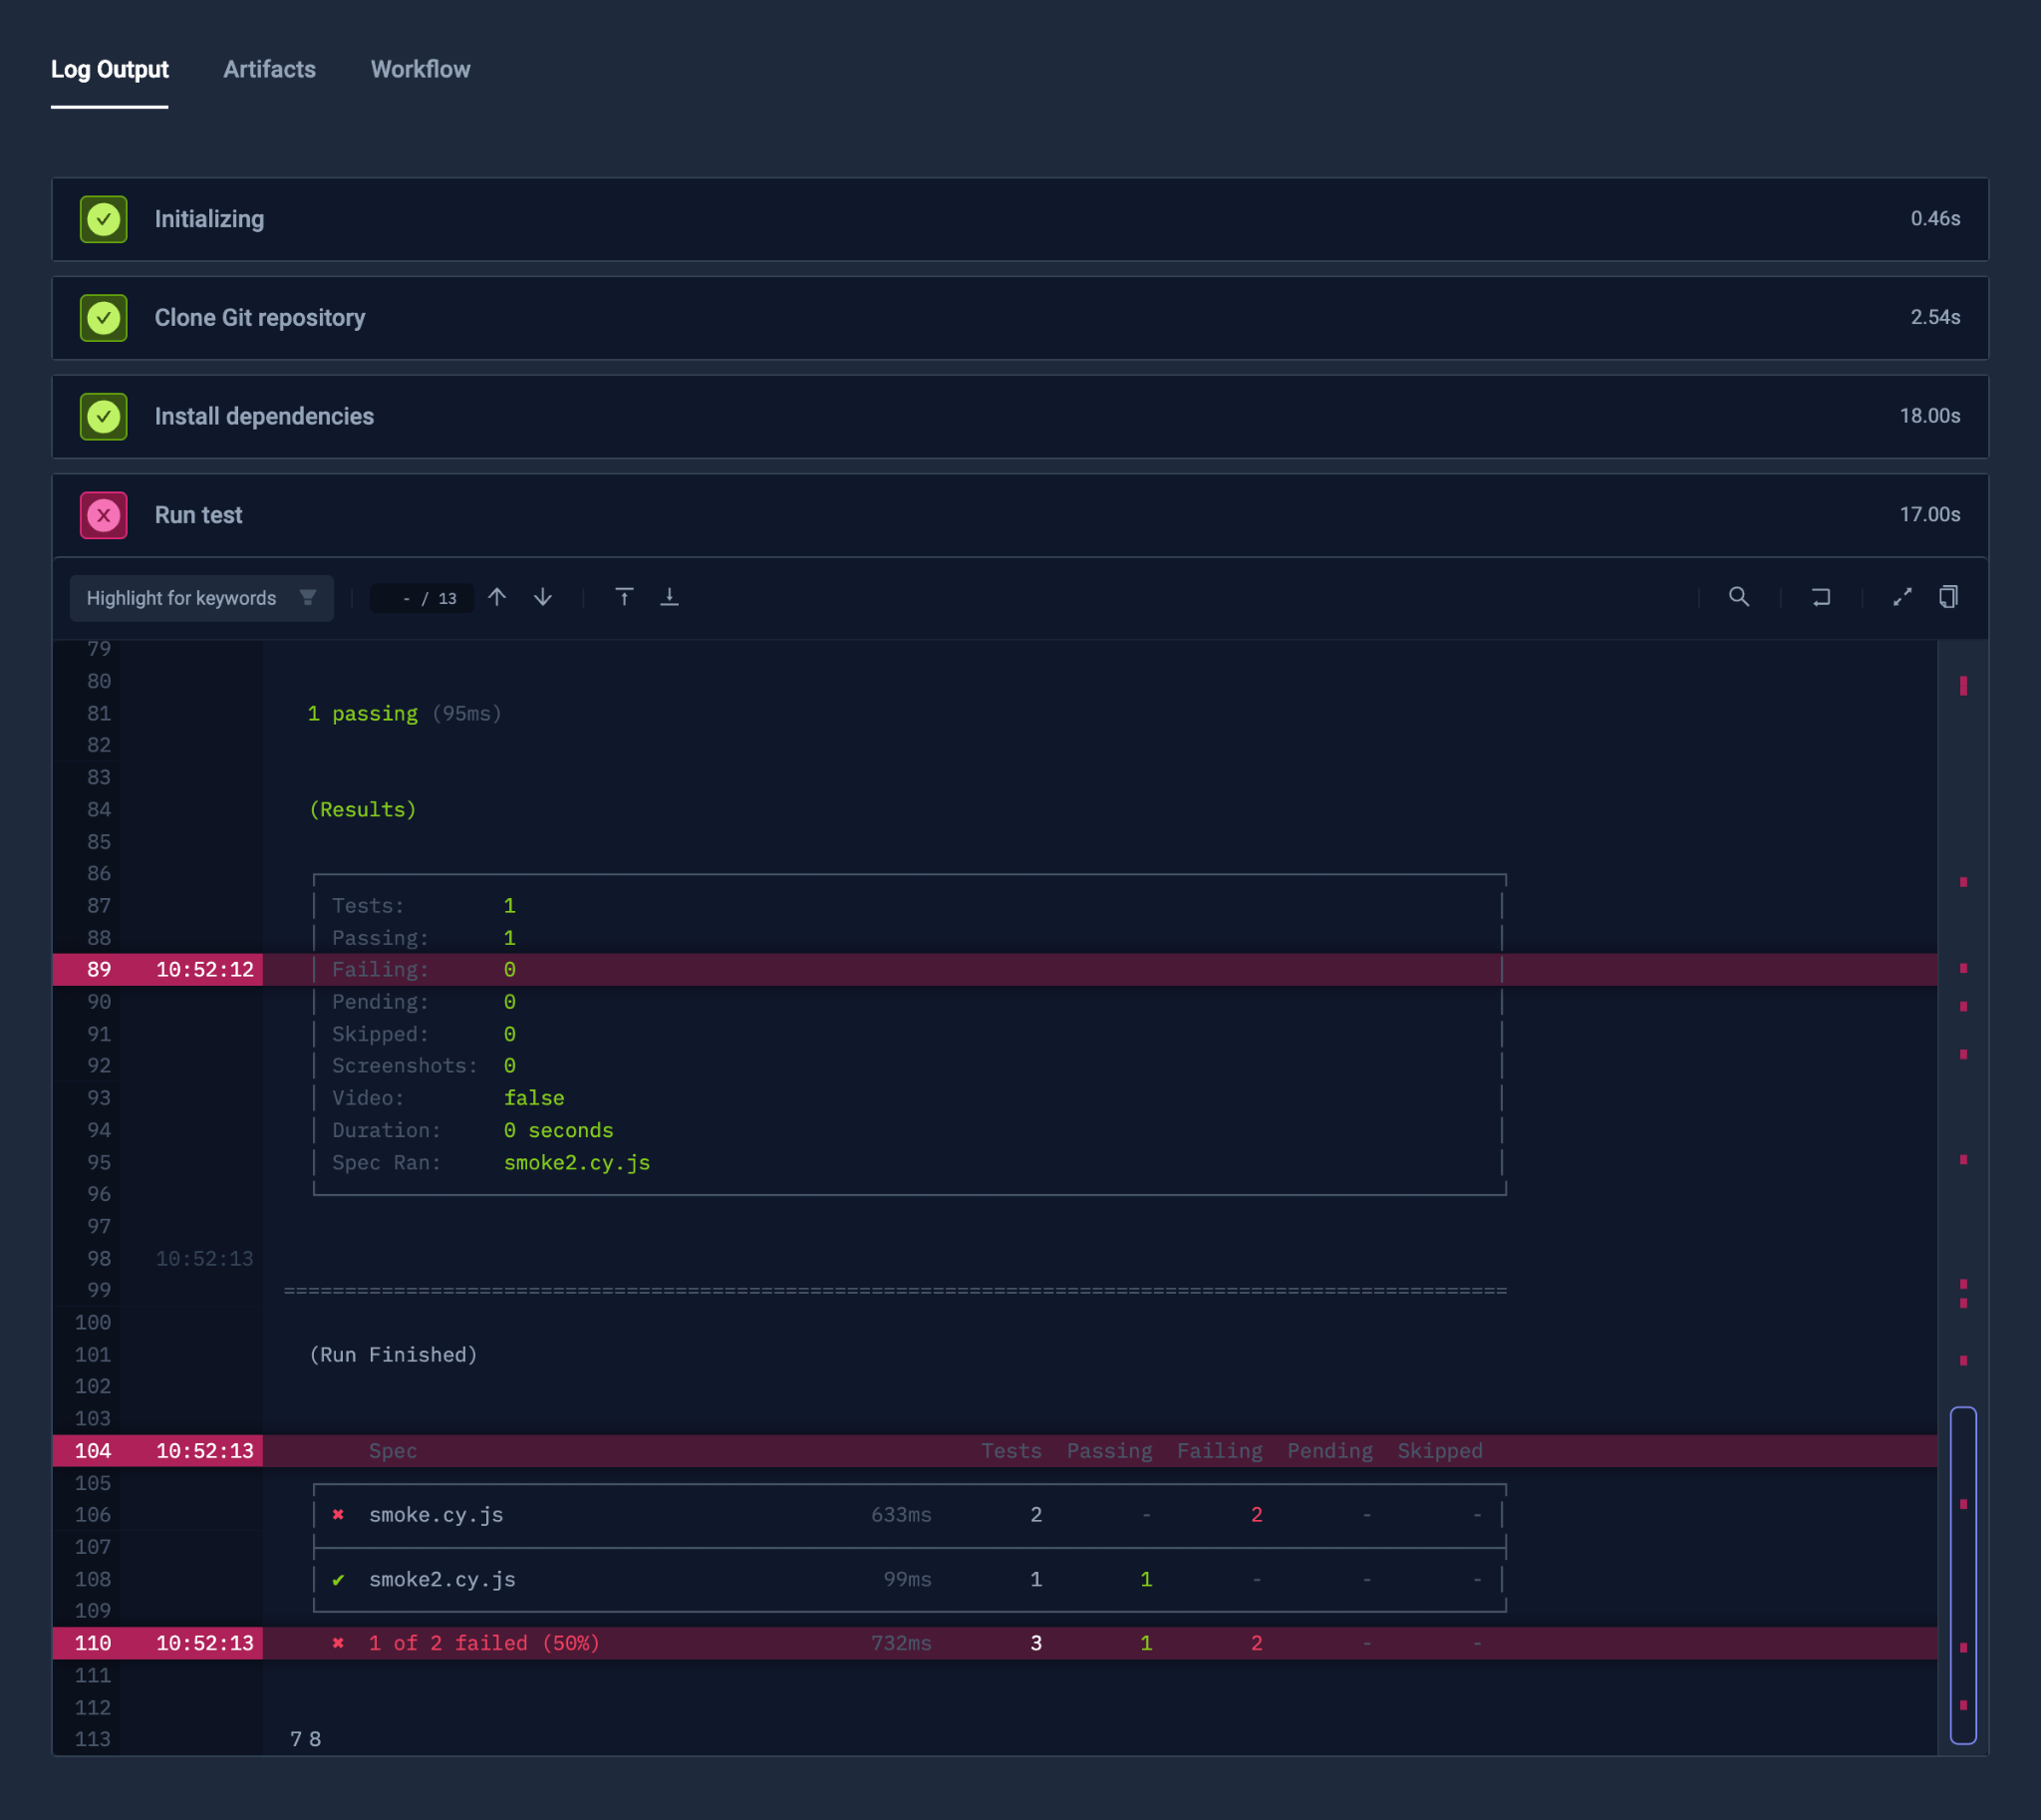 Log Output Artifacts Workflow
Initializing 0.46s
Clone Git repository 2.54s
Install dependencies 18.00s
Run test 17.00s
Highlight for keywords - / 13
79
80
81 1 passing (95ms)
82
83
84 (Results)
85
86
87 Tests: 1
88 Passing: 1
89 10:52:12 Failing: 0
90 Pending: 0
91 Skipped: 0
92 Screenshots: 0
93 Video: false
94 Duration: 0 seconds
95 Spec Ran: smoke2.cy.js
96
97
98 10:52:13
99 ====================================================================================================
100
101 (Run Finished)
102
103
104 10:52:13 Spec Tests Passing Failing Pending Skipped
105
106 ✖ smoke.cy.js 633ms 2 - 2 - -
107
108 ✔ smoke2.cy.js 99ms 1 1 - - -
109
110 10:52:13 ✖ 1 of 2 failed (50%) 732ms 3 1 2 - -
111
112
113 78